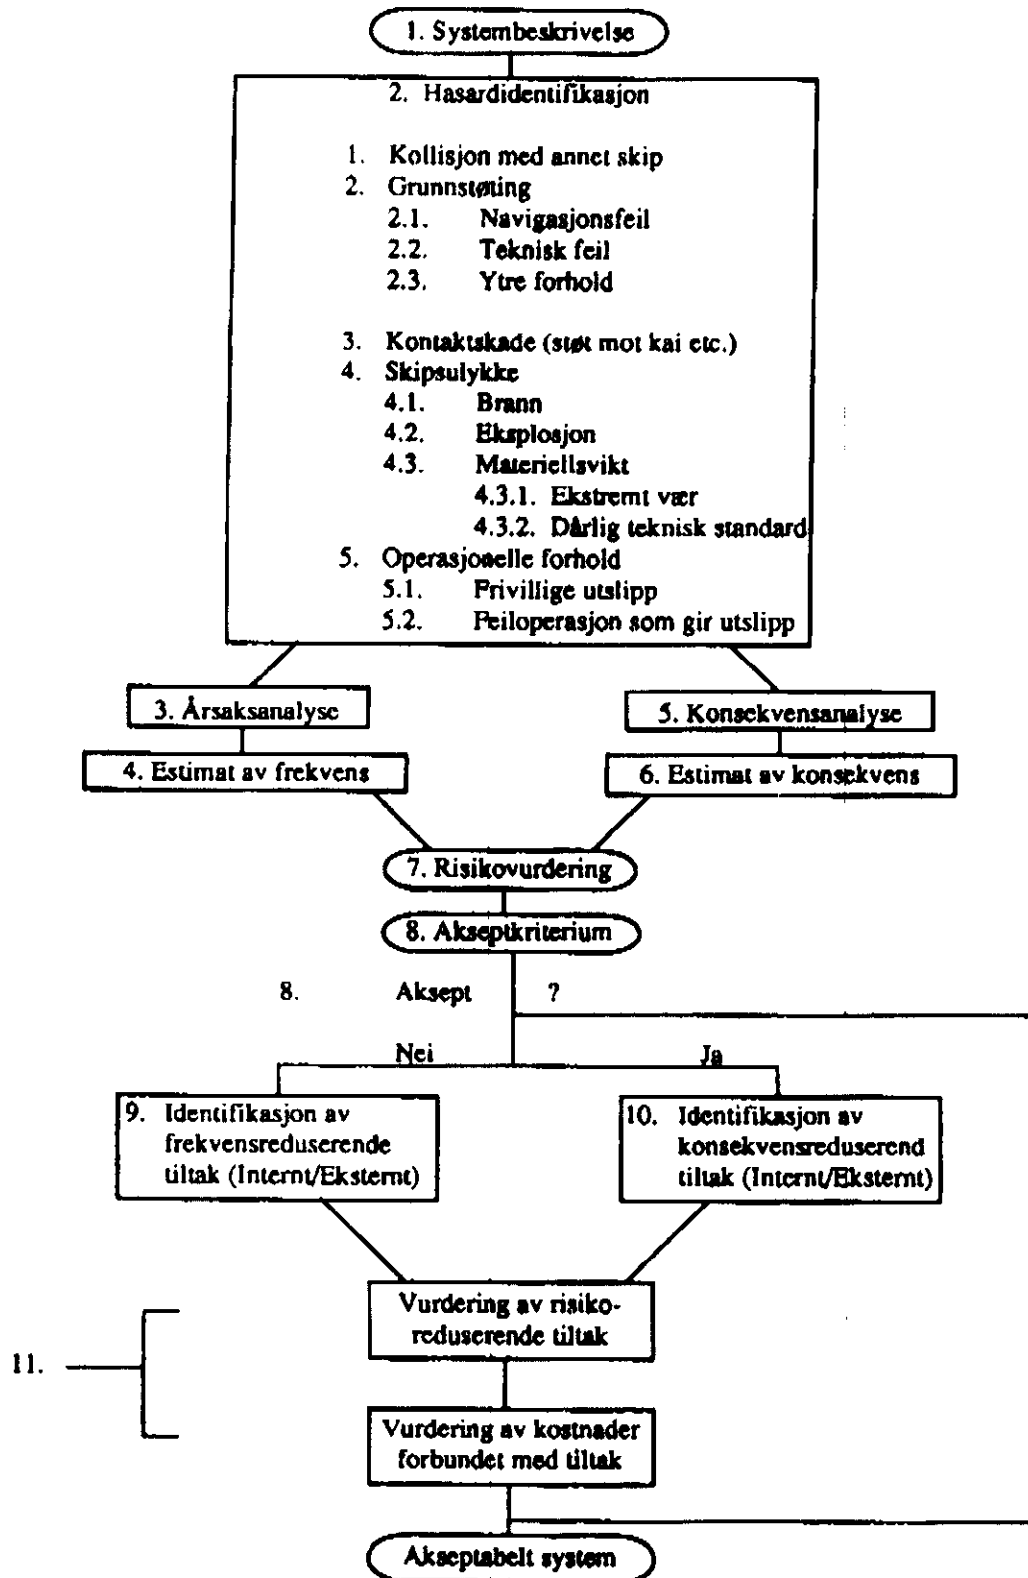 1. Systembeskrivelse
2. Hasardidentifikasjon
1. Kollisjon med annet skip
2. Grunnstøting
2.1. Navigasjonsfeil
2.2. Teknisk feil
2.3. Ytre forhold
3. Kontaktskade (støt mot kai etc.)
4. Skipsulykke
4.1. Brann
4.2. Eksplosjon
4.3. Materiellsvikt
4.3.1. Ekstremt vær
4.3.2. Dårlig teknisk standard
5. Operasjonelle forhold
5.1. Frivillige utslipp
5.2. Feiloperasjon som gir utslipp
3. Årsaksanalyse
4. Estimat av frekvens
5. Konsekvensanalyse
6. Estimat av konsekvens
7. Risikovurdering
8. Akseptkriterium
8. Aksept ?
Nei Ja
9. Identifikasjon av
frekvensreduserende
tiltak (Internt/Eksternt)
10. Identifikasjon av
konsekvensreduserend
tiltak (Internt/Eksternt)
Vurdering av risiko-
reduserende tiltak
11.
Vurdering av kostnader
forbundet med tiltak
Akseptabelt system